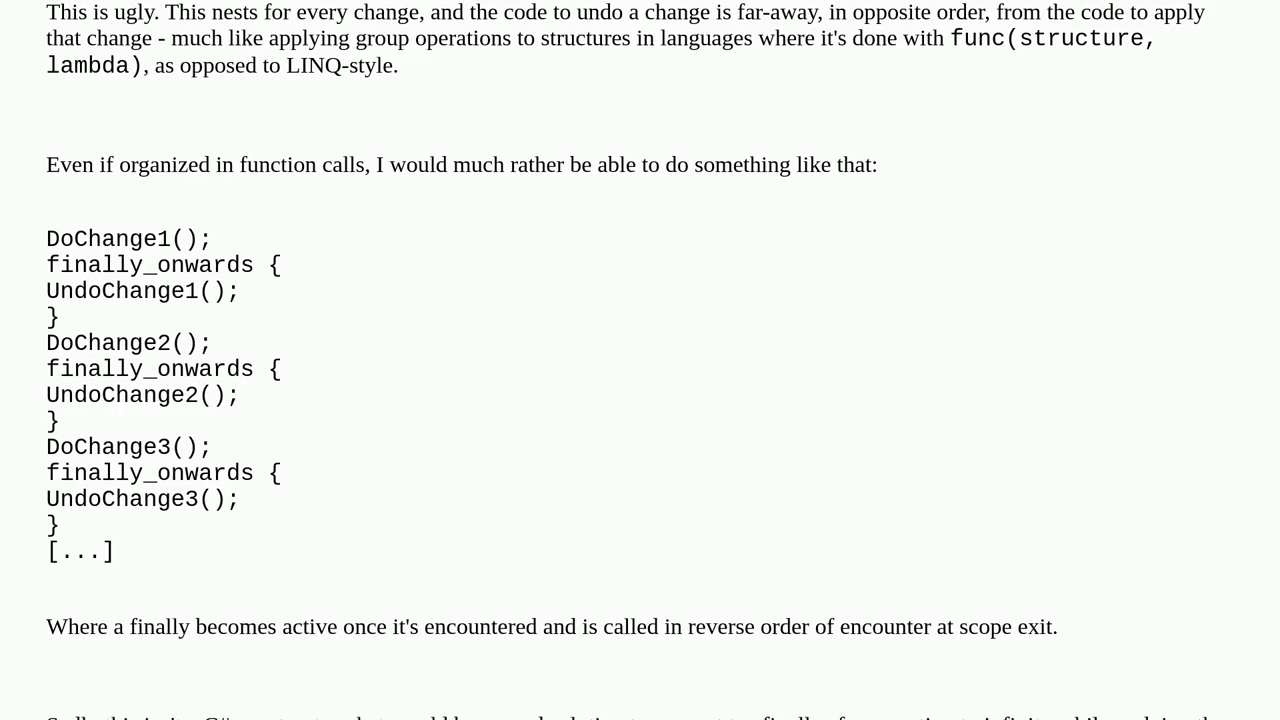 This is ugly. This nests for every change, and the code to undo a change is far-away, in opposite order, from the code to apply
that change - much like applying group operations to structures in languages where it's done with func(structure,
lambda), as opposed to LINQ-style.
Even if organized in function calls, I would much rather be able to do something like that:
DoChange1();
finally_onwards {
UndoChange1();
}
DoChange2();
finally_onwards {
UndoChange2();
}
DoChange3();
finally_onwards {
UndoChange3();
}
[...]
Where a finally becomes active once it's encountered and is called in reverse order of encounter at scope exit.